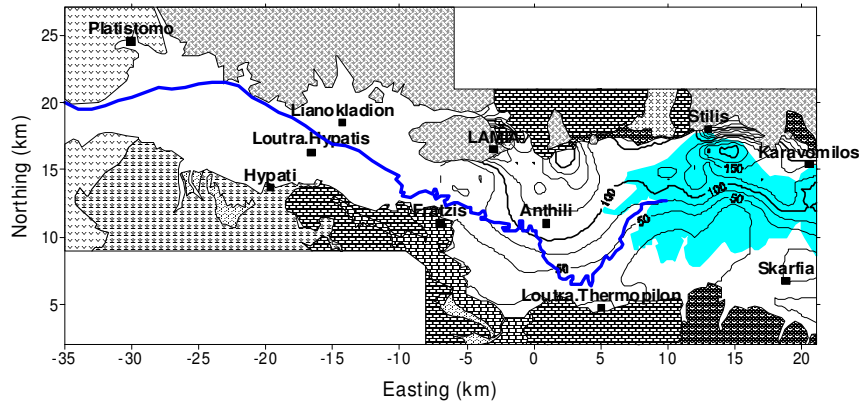 Platistomo
Lianokladion
Loutra.Hypatis
Hypati
LAMIA
Stilis
Karavomilos
Fratzis
Anthili
Skarfia
Loutra.Thermopilon
150
100
100
50
50
50
25
20
15
10
5
Northing (km)
-35
-30
-25
-20
-15
-10
-5
0
5
10
15
20
Easting (km)